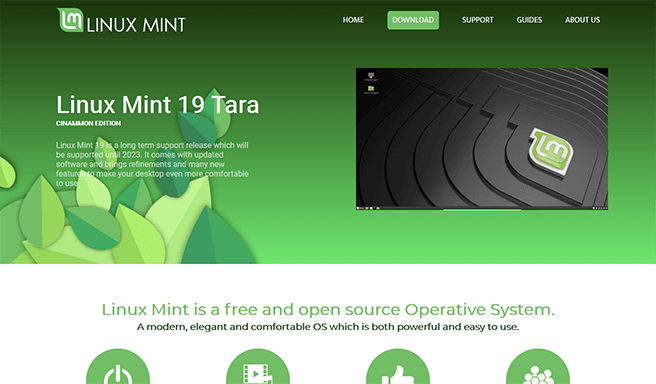 LINUX MINT
HOME DOWNLOAD SUPPORT GUIDES ABOUT US
Linux Mint 19 Tara
CINAMMON EDITION
Linux Mint 19 is a long term support release which will
be supported until 2023. It comes with updated
software and brings refinements and many new
features to make your desktop even more comfortable
to use.
Linux Mint is a free and open source Operative System.
A modern, elegant and comfortable OS which is both powerful and easy to use.